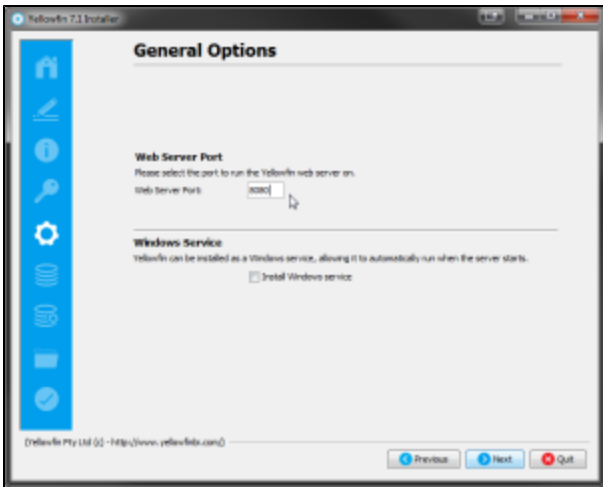 Yellowfin 7.1 Installer
General Options
Web Server Port
Please select the port to run the Yellowfin web server on.
Web Server Port: 8080
Windows Service
Yellowfin can be installed as a Windows service, allowing it to automatically run when the server starts.
Install Windows service
(Yellowfin Pty Ltd (c) - http://www.yellowfinbi.com/)
Previous Next Quit